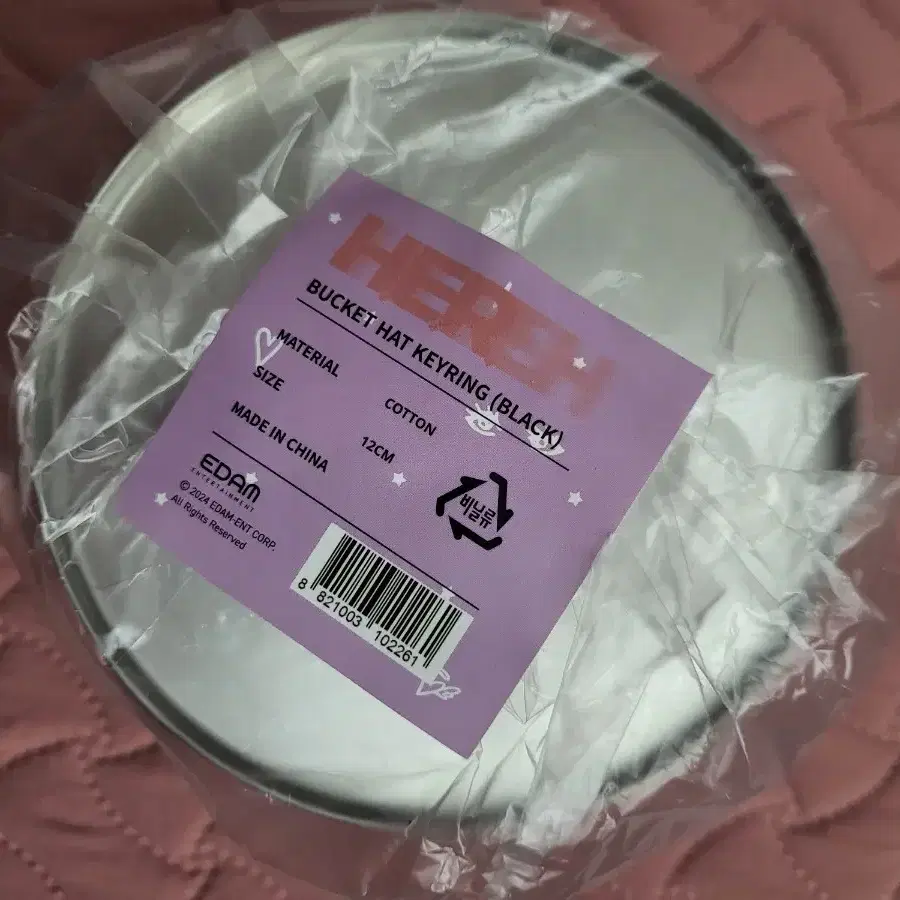 HEREH
BUCKET HAT KEYRING (BLACK)
MATERIAL COTTON
SIZE 12CM
MADE IN CHINA
EDAM
ENTERTAINMENT
© 2024 EDAM-ENT CORP.
All Rights Reserved
비닐류
8 821003 102261